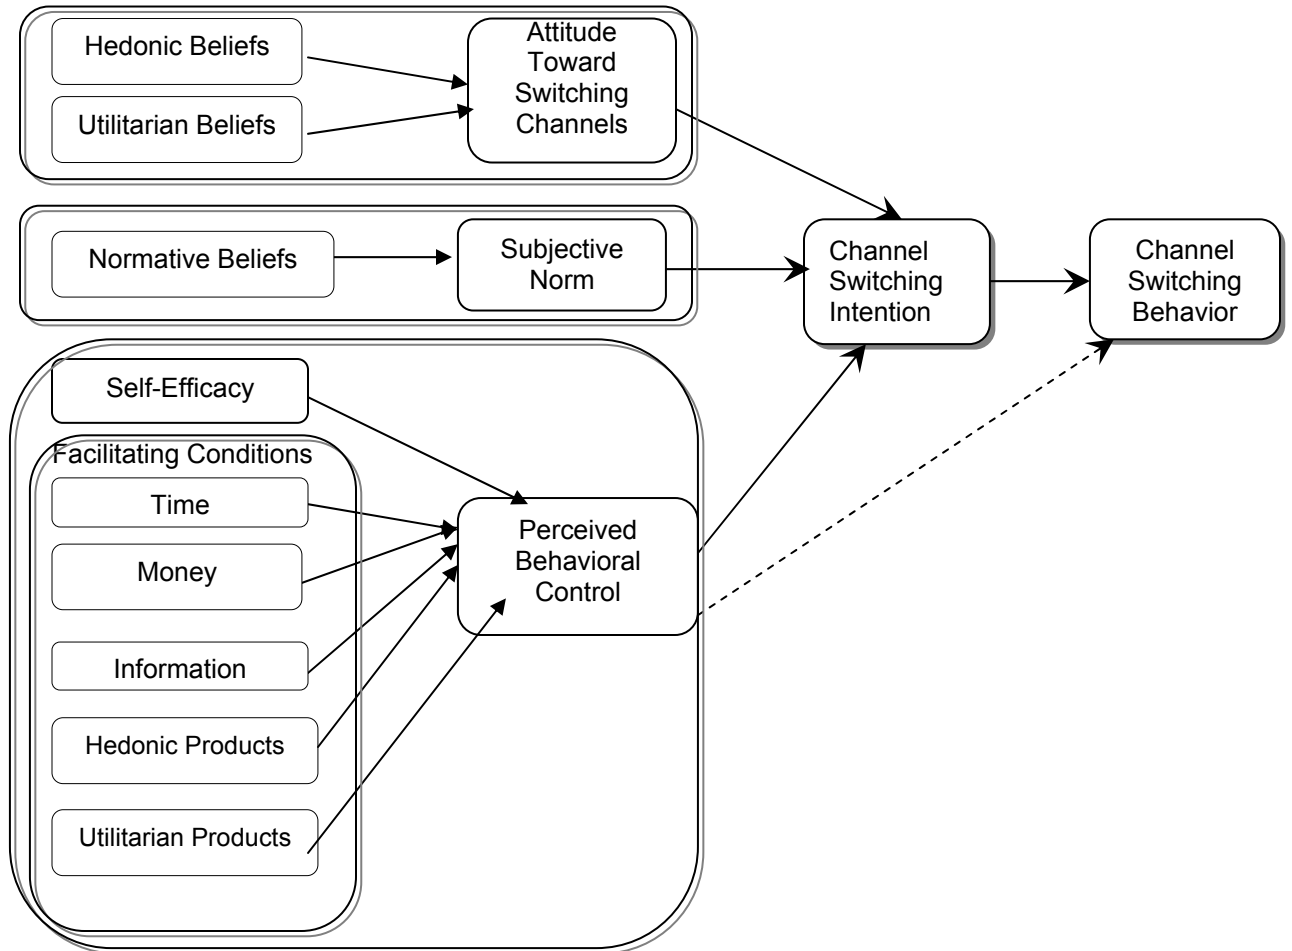 Hedonic Beliefs
Utilitarian Beliefs
Attitude
Toward
Switching
Channels
Normative Beliefs
Subjective
Norm
Channel
Switching
Intention
Channel
Switching
Behavior
Self-Efficacy
Facilitating Conditions
Time
Money
Information
Hedonic Products
Utilitarian Products
Perceived
Behavioral
Control